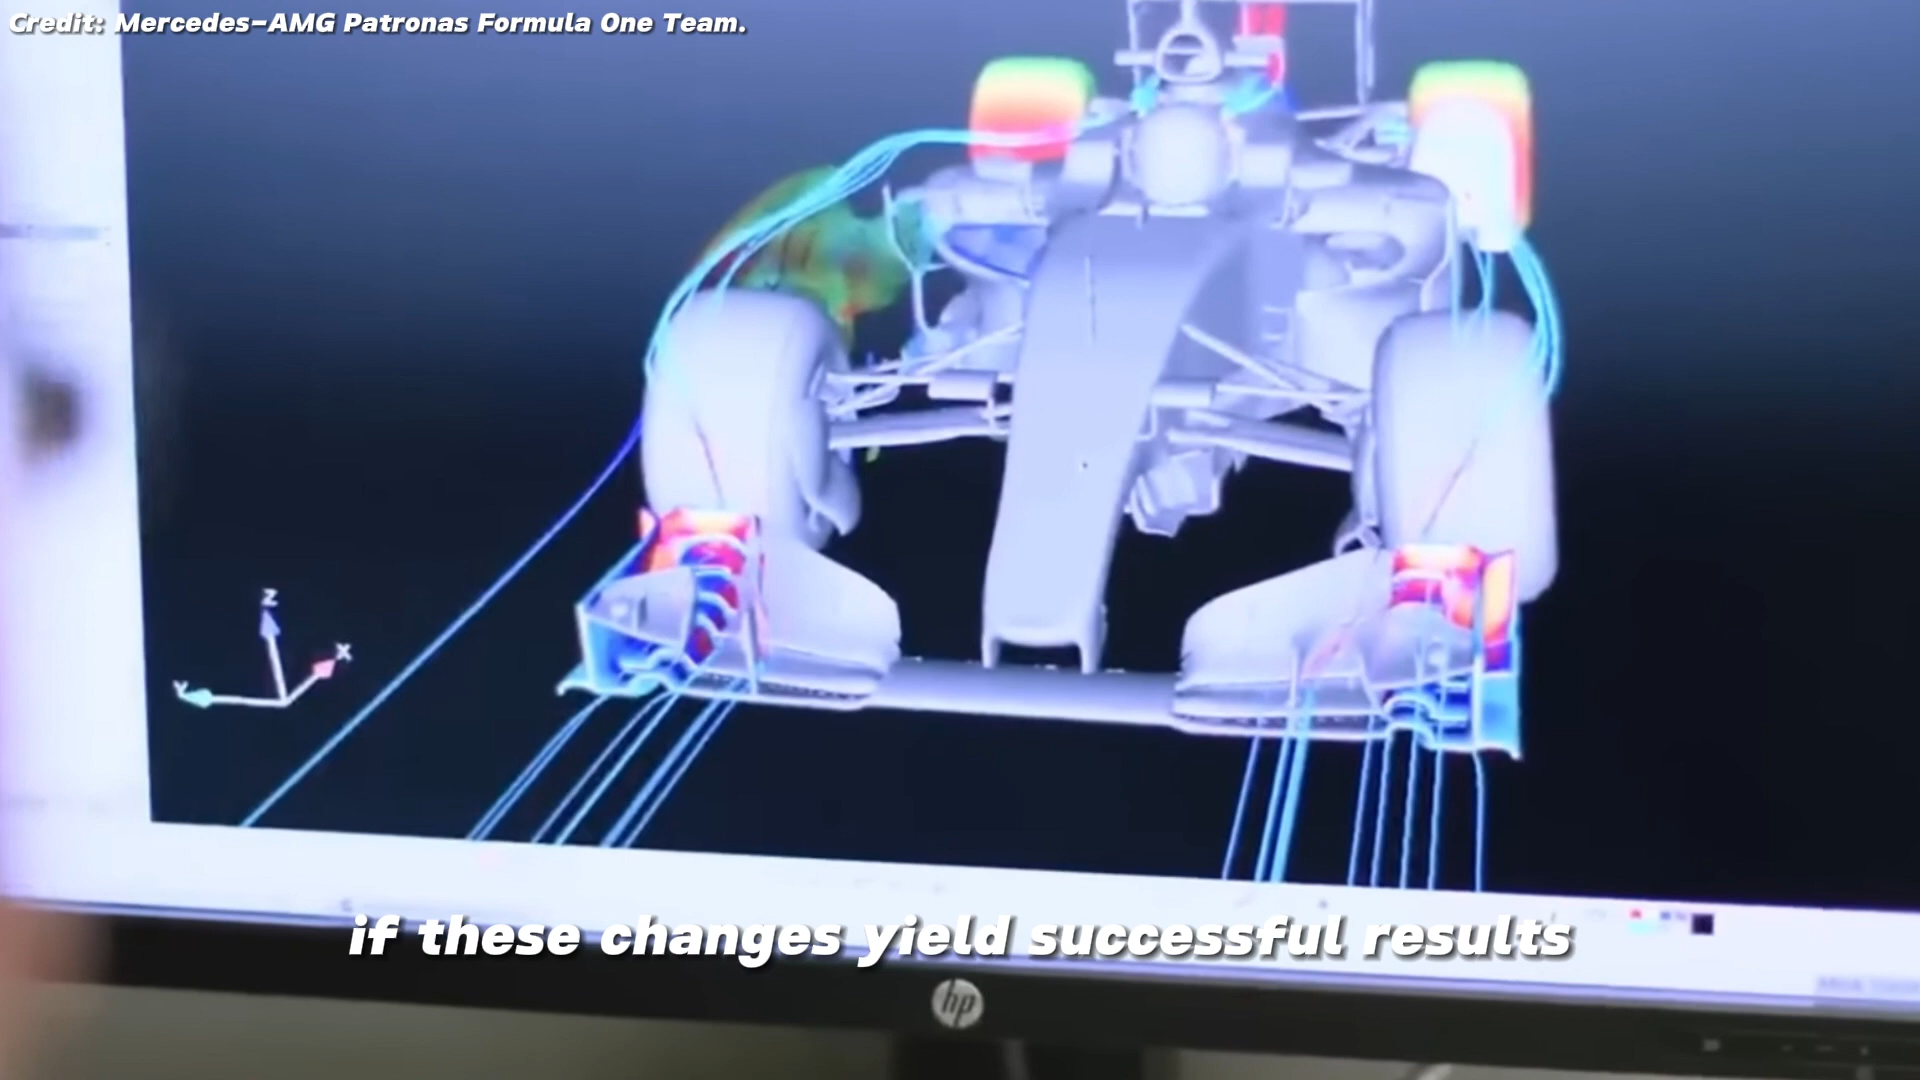 Credit: Mercedes-AMG Patronas Formula One Team.
Z
X
Y
if these changes yield successful results
hp